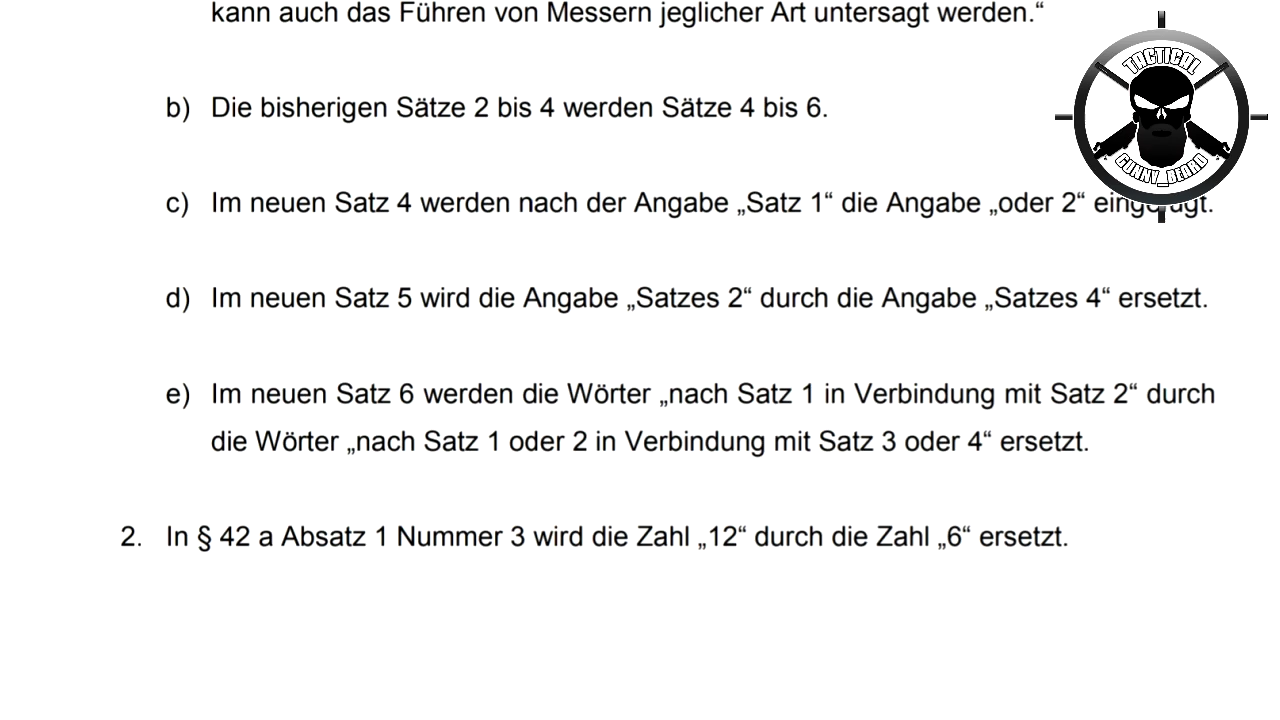 kann auch das Führen von Messern jeglicher Art untersagt werden.“
b) Die bisherigen Sätze 2 bis 4 werden Sätze 4 bis 6.
c) Im neuen Satz 4 werden nach der Angabe „Satz 1“ die Angabe „oder 2“ eingefügt.
d) Im neuen Satz 5 wird die Angabe „Satzes 2“ durch die Angabe „Satzes 4“ ersetzt.
e) Im neuen Satz 6 werden die Wörter „nach Satz 1 in Verbindung mit Satz 2“ durch
die Wörter „nach Satz 1 oder 2 in Verbindung mit Satz 3 oder 4“ ersetzt.
2. In § 42 a Absatz 1 Nummer 3 wird die Zahl „12“ durch die Zahl „6“ ersetzt.
TACTICAL
GUNNY_BEARD